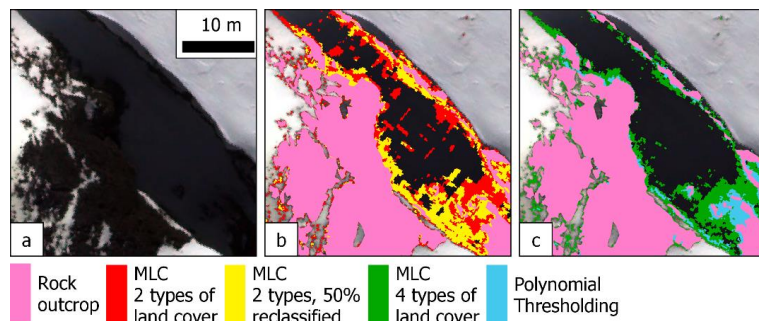 10 m
a
b
c
Rock
outcrop
MLC
2 types of
land cover
MLC
2 types, 50%
reclassified
MLC
4 types of
land cover
Polynomial
Thresholding